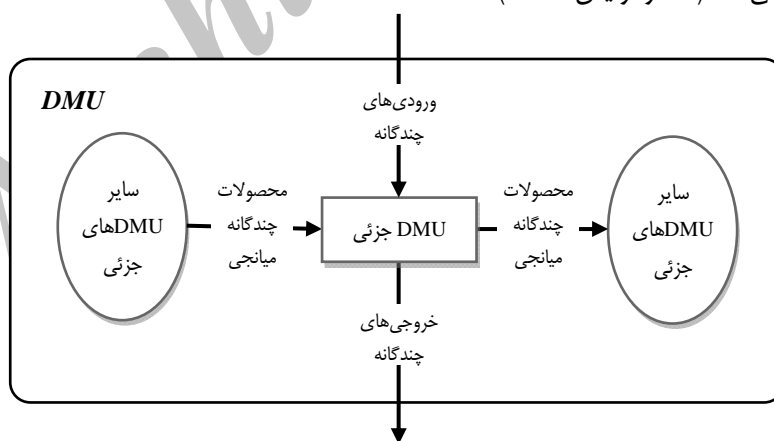 DMU
ورودی‌های
چندگانه
سایر
DMUهای
جزئی
محصولات
چندگانه
میانجی
DMU جزئی
محصولات
چندگانه
میانجی
سایر
DMUهای
جزئی
خروجی‌های
چندگانه